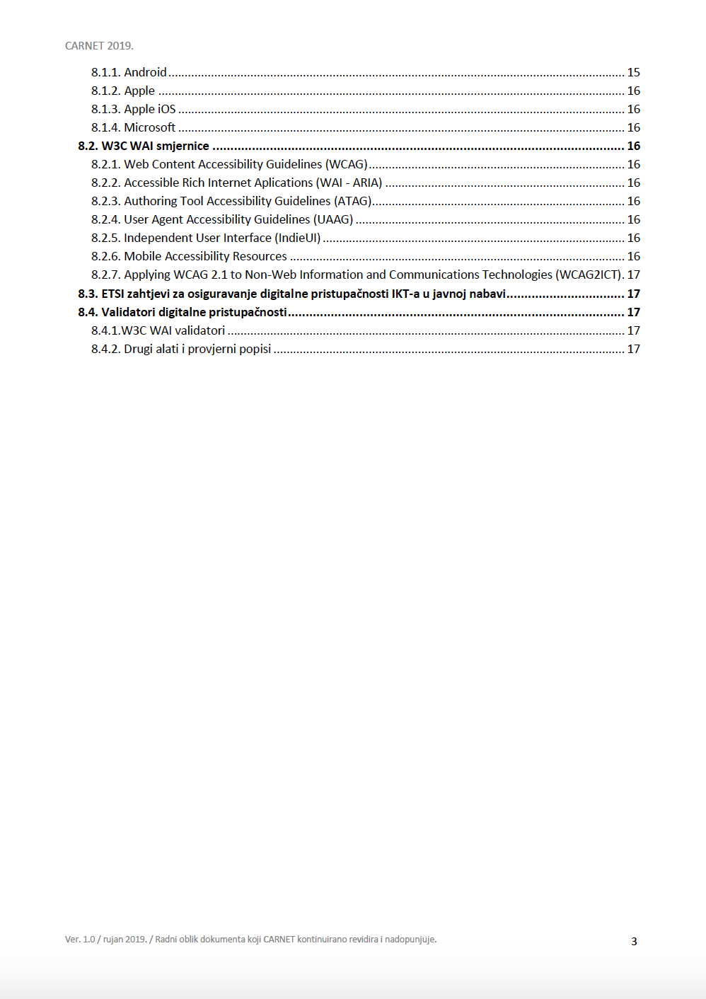 CARNET 2019.
8.1.1. Android ........................................................................................................................................... 15
8.1.2. Apple .............................................................................................................................................. 16
8.1.3. Apple iOS ........................................................................................................................................ 16
8.1.4. Microsoft ........................................................................................................................................ 16
8.2. W3C WAI smjernice .................................................................................................................. 16
8.2.1. Web Content Accessibility Guidelines (WCAG) .............................................................................. 16
8.2.2. Accessible Rich Internet Aplications (WAI - ARIA) ......................................................................... 16
8.2.3. Authoring Tool Accessibility Guidelines (ATAG) ............................................................................. 16
8.2.4. User Agent Accessibility Guidelines (UAAG) .................................................................................. 16
8.2.5. Independent User Interface (IndieUI) ............................................................................................ 16
8.2.6. Mobile Accessibility Resources ...................................................................................................... 16
8.2.7. Applying WCAG 2.1 to Non-Web Information and Communications Technologies (WCAG2ICT). 17
8.3. ETSI zahtjevi za osiguravanje digitalne pristupačnosti IKT-a u javnoj nabavi ................................ 17
8.4. Validatori digitalne pristupačnosti ............................................................................................. 17
8.4.1.W3C WAI validatori ......................................................................................................................... 17
8.4.2. Drugi alati i provjerni popisi ........................................................................................................... 17
Ver. 1.0 / rujan 2019. / Radni oblik dokumenta koji CARNET kontinuirano revidira i nadopunjuje.
3